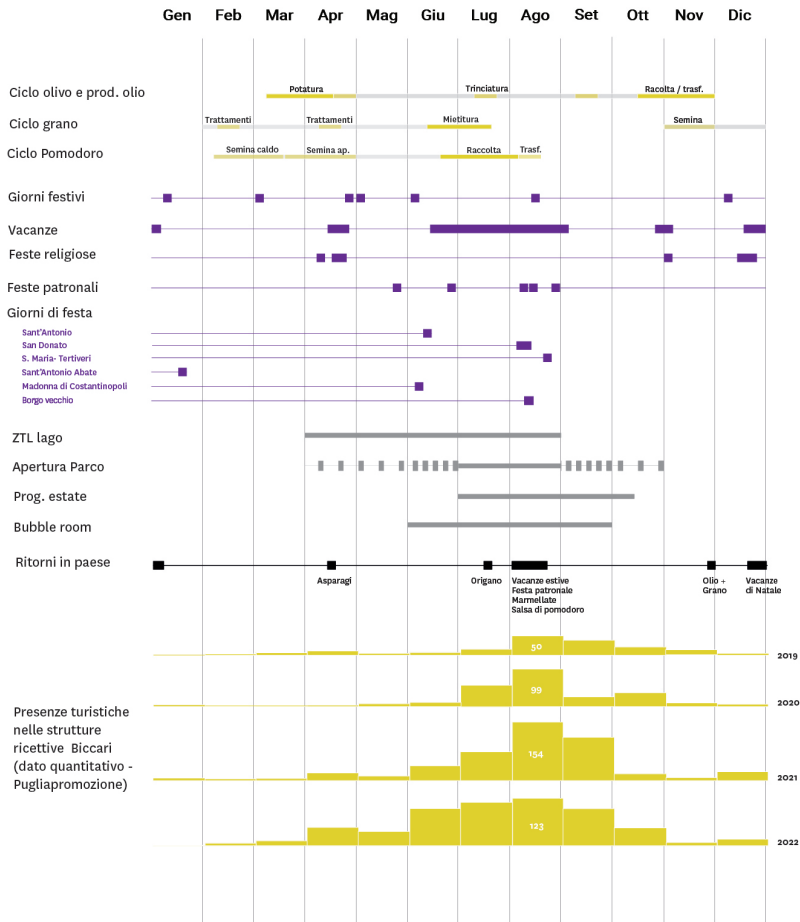 Gen Feb Mar Apr Mag Giu Lug Ago Set Ott Nov Dic
Ciclo olivo e prod. olio
Potatura Trinciatura Racolta / trasf.
Ciclo grano
Trattamenti Trattamenti Mietitura Semina
Ciclo Pomodoro
Semina caldo Semina ap. Raccolta Trasf.
Giorni festivi
Vacanze
Feste religiose
Feste patronali
Giorni di festa
Sant'Antonio
San Donato
S. Maria- Tertiveri
Sant'Antonio Abate
Madonna di Costantinopoli
Borgo vecchio
ZTL lago
Apertura Parco
Prog. estate
Bubble room
Ritorni in paese
Asparagi
Origano
Vacanze estive
Festa patronale
Marmellate
Salsa di pomodoro
Olio +
Grano
Vacanze
di Natale
50
2019
99
2020
Presenze turistiche
nelle strutture
ricettive Biccari
(dato quantitativo -
Pugliapromozione)
154
2021
123
2022